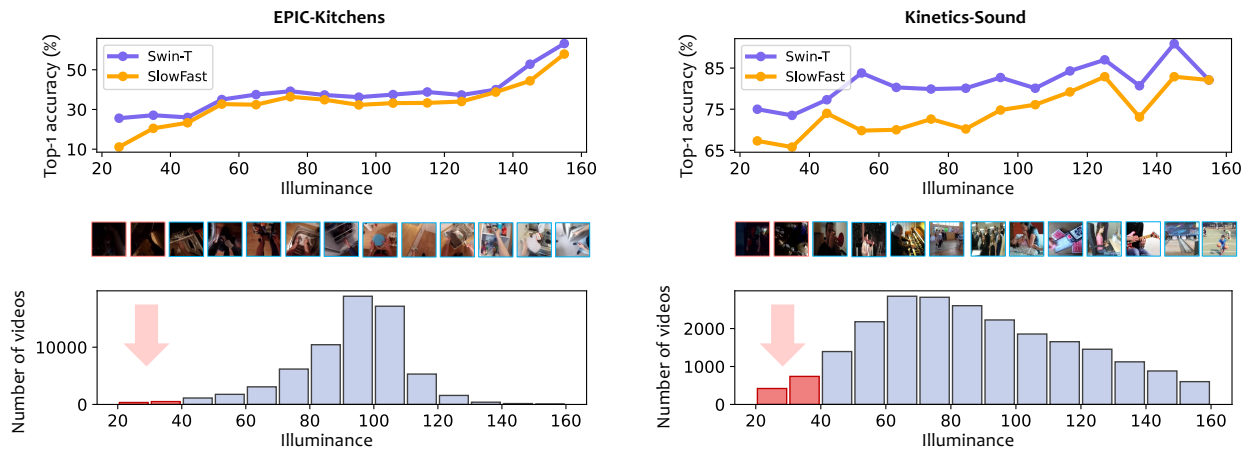 EPIC-Kitchens
Top-1 accuracy (%)
50
30
10
Swin-T
SlowFast
20 40 60 80 100 120 140 160
Illuminance
Number of videos
10000
0
20 40 60 80 100 120 140 160
Illuminance
Kinetics-Sound
Top-1 accuracy (%)
85
75
65
Swin-T
SlowFast
20 40 60 80 100 120 140 160
Illuminance
Number of videos
2000
1000
0
20 40 60 80 100 120 140 160
Illuminance